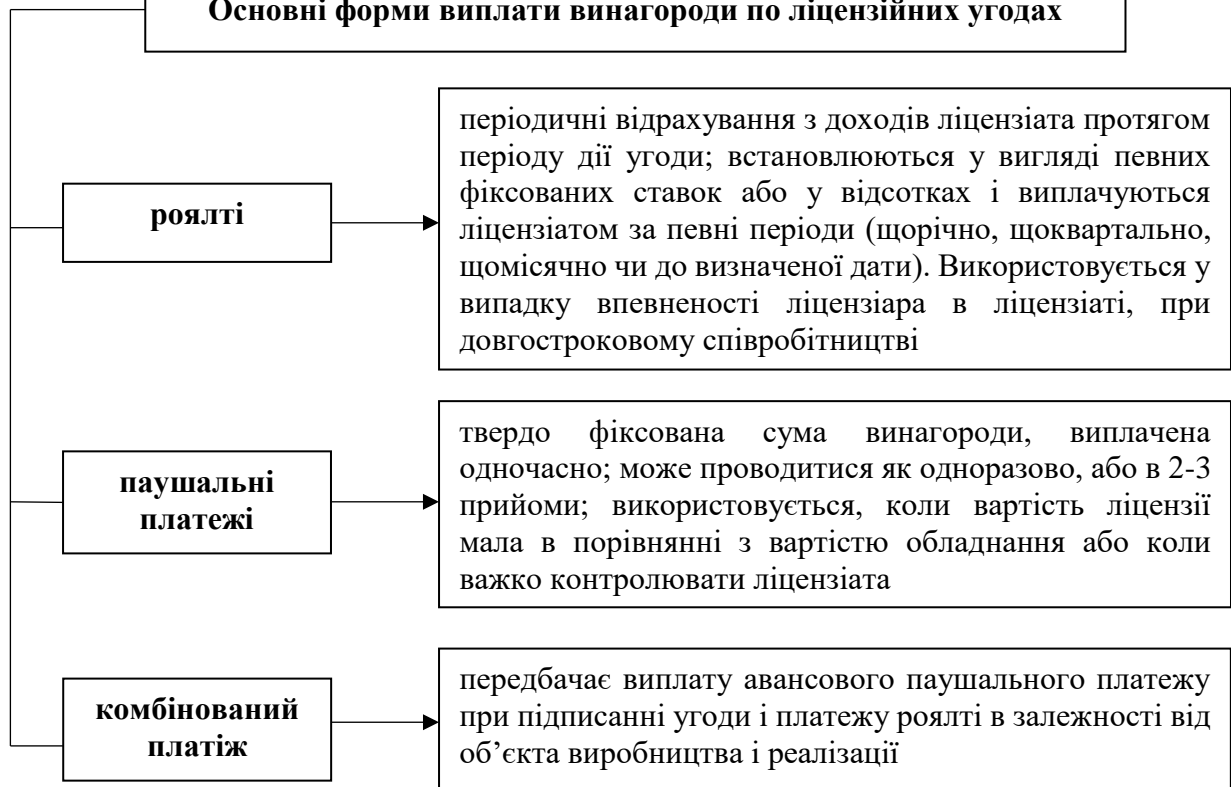 Основні форми виплати винагороди по ліцензійних угодах
роялті
періодичні відрахування з доходів ліцензіата протягом
періоду дії угоди; встановлюються у вигляді певних
фіксованих ставок або у відсотках і виплачуються
ліцензіатом за певні періоди (щорічно, щоквартально,
щомісячно чи до визначеної дати). Використовується у
випадку впевненості ліцензіара в ліцензіаті, при
довгостроковому співробітництві
паушальні
платежі
твердо фіксована сума винагороди, виплачена
одночасно; може проводитися як одноразово, або в 2-3
прийоми; використовується, коли вартість ліцензії
мала в порівнянні з вартістю обладнання або коли
важко контролювати ліцензіата
комбінований
платіж
передбачає виплату авансового паушального платежу
при підписанні угоди і платежу роялті в залежності від
об’єкта виробництва і реалізації